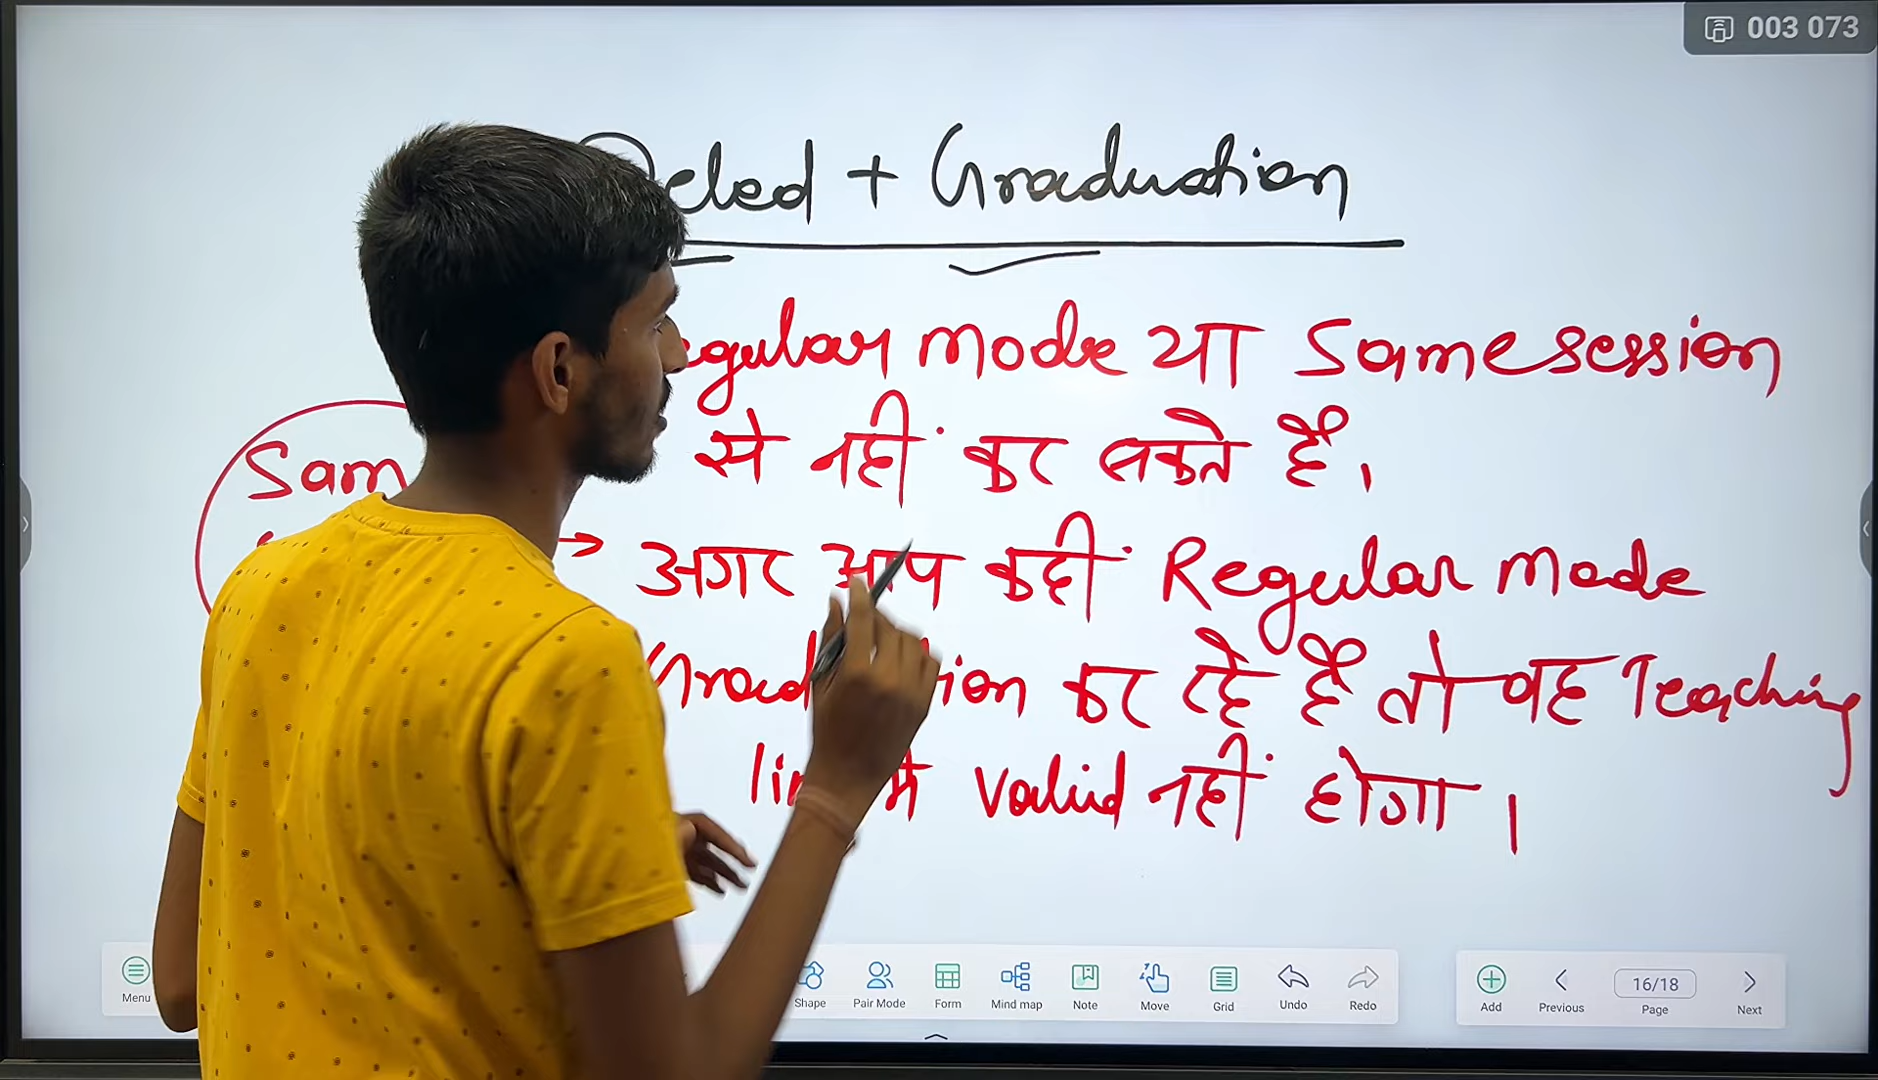 003 073
eled + Graduation
egular mode या Same session
से नहीं कर सकते हैं।
Sam
→ अगर आप कहीं Regular mode
कर रहे हैं तो वह Teaching
valid नहीं होगा।
Menu Shape Pair Mode Form Mind map Note Move Grid Undo Redo Add Previous 16/18 Page Next